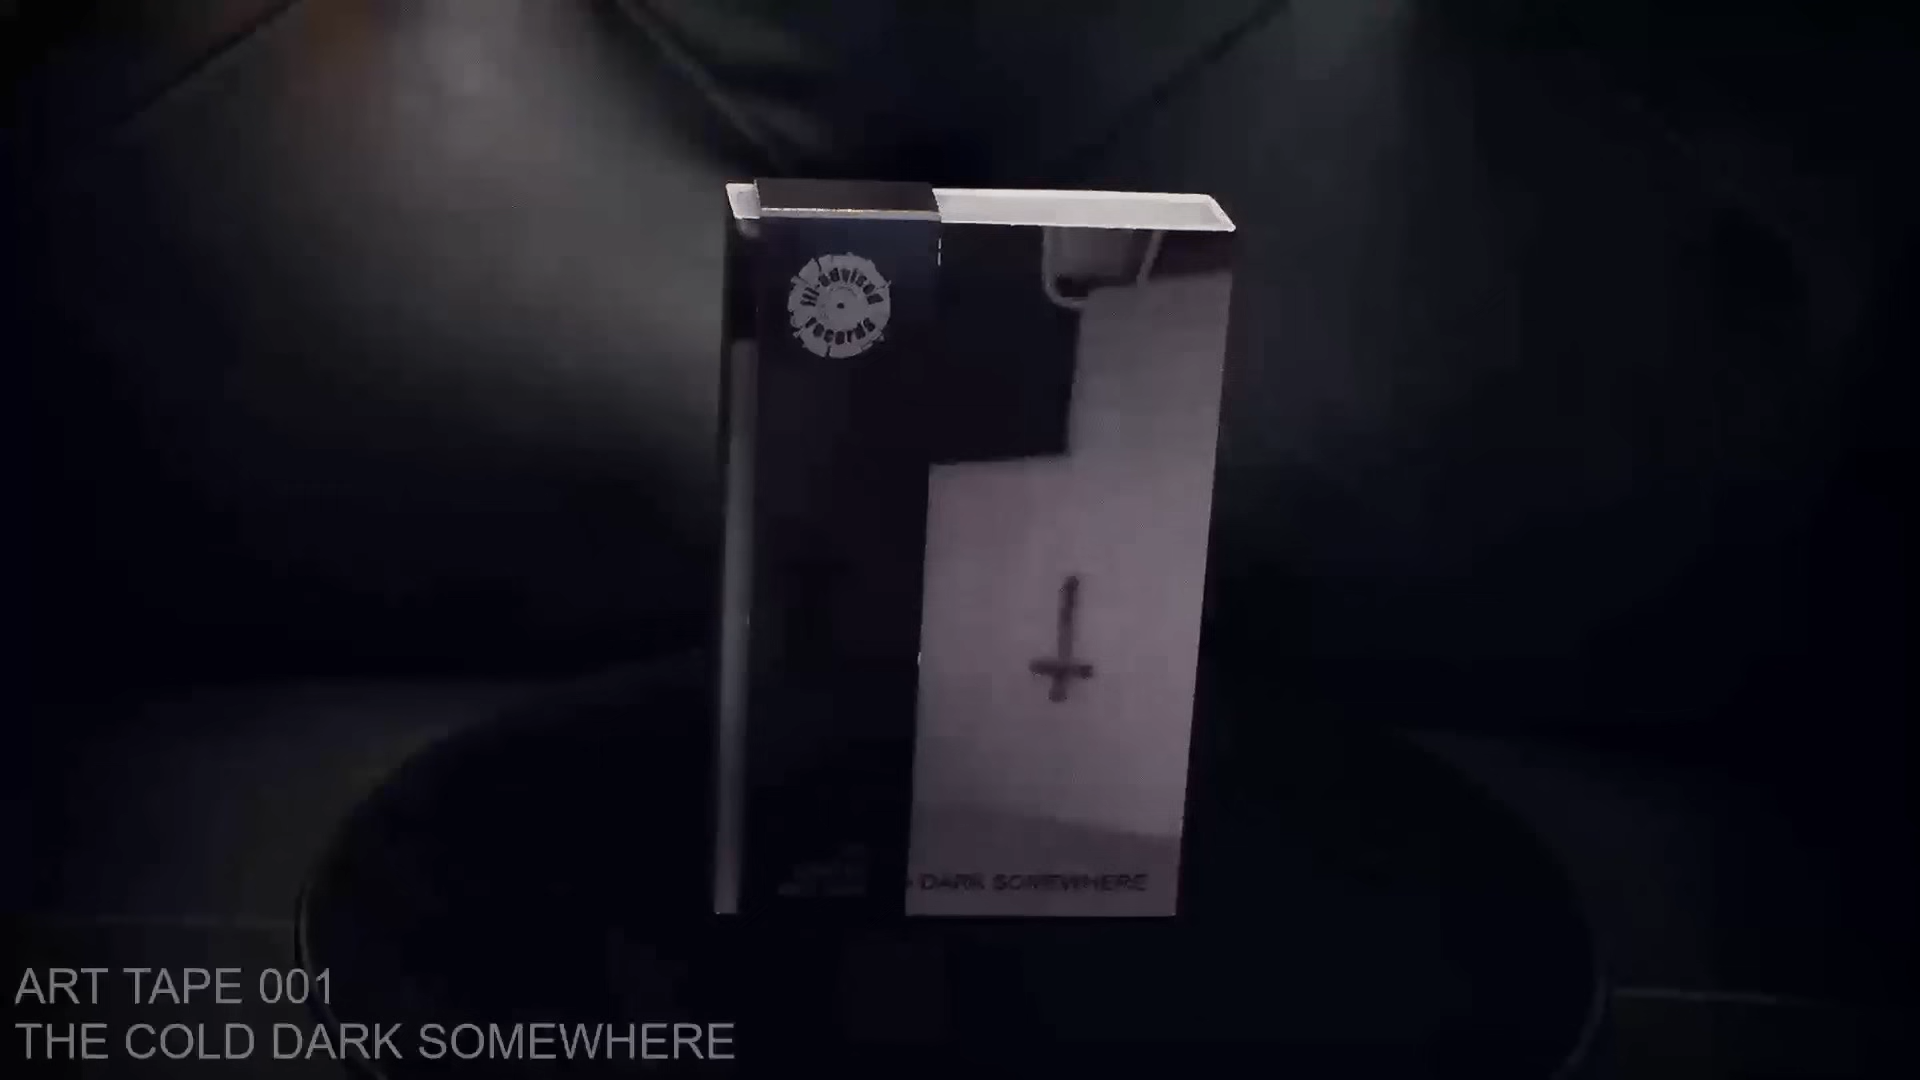 ill-advised
records
DARK SOMEWHERE
ART TAPE 001
THE COLD DARK SOMEWHERE